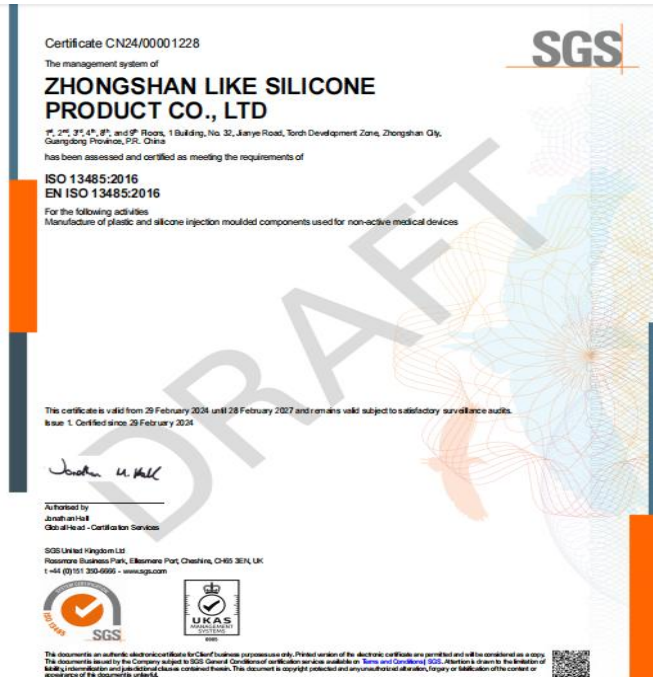 Certificate CN24/00001228
SGS
The management system of
ZHONGSHAN LIKE SILICONE
PRODUCT CO., LTD
1st, 2nd, 3rd, 4th, 8th, and 9th Floors, 1 Building, No. 32, Jianye Road, Torch Development Zone, Zhongshan City,
Guangdong Province, P.R. China
has been assessed and certified as meeting the requirements of
ISO 13485:2016
EN ISO 13485:2016
For the following activities
Manufacture of plastic and silicone injection moulded components used for non-active medical devices
DRAFT
This certificate is valid from 29 February 2024 until 28 February 2027 and remains valid subject to satisfactory surveillance audits.
Issue 1. Certified since 29 February 2024
Jonathan M. Hall
Authorised by
Jonathan Hall
Global Head - Certification Services
SGS United Kingdom Ltd
Rossmore Business Park, Ellesmere Port, Cheshire, CH65 3EN, UK
t +44 (0)151 350-6666 - www.sgs.com
SYSTEM CERTIFICATION
ISO 13485
SGS
UKAS
MANAGEMENT
SYSTEMS
0005
This document is an authentic electronic certificate for Client' business purposes use only. Printed version of the electronic certificate are permitted and will be considered as a copy.
This document is issued by the Company subject to SGS General Conditions of certification services available on Terms and Conditions | SGS. Attention is drawn to the limitation of
liability, indemnification and jurisdictional clauses contained therein. This document is copyright protected and any unauthorized alteration, forgery or falsification of the content or
appearance of this document is unlawful.